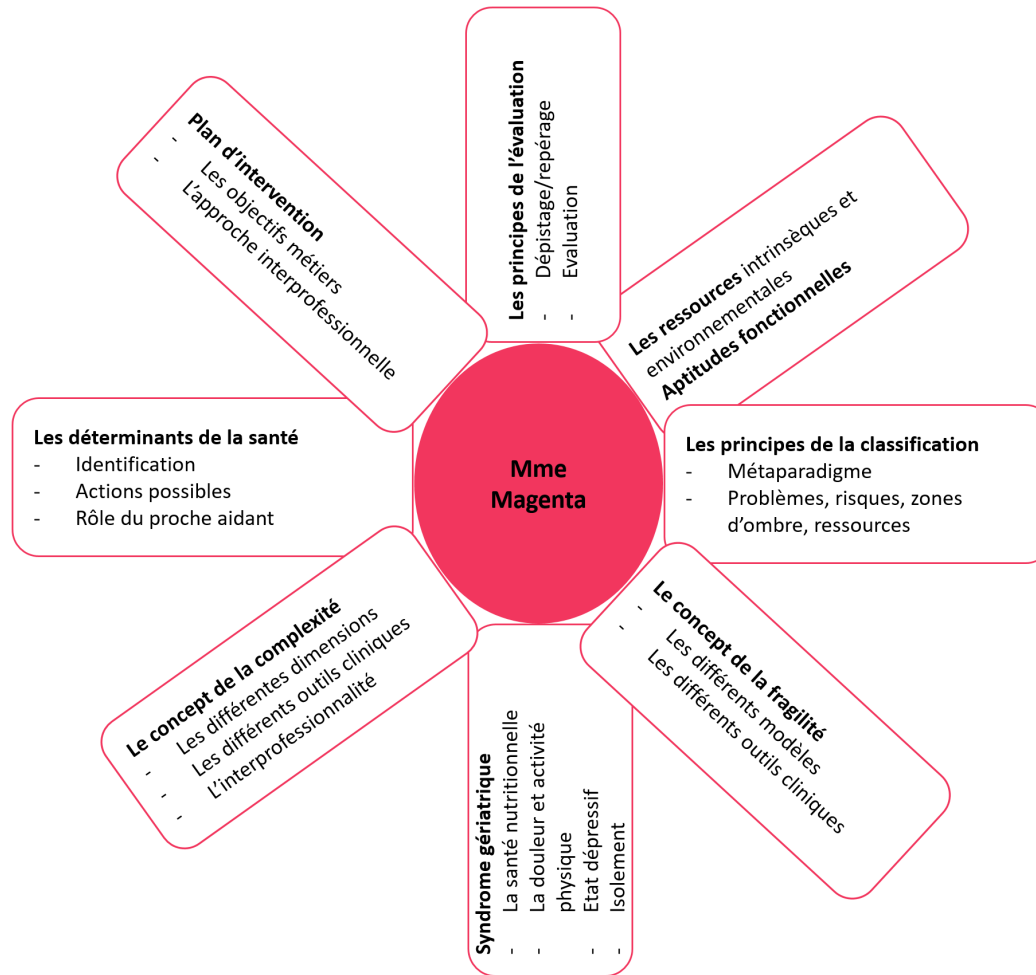 Les principes de l'évaluation
- Dépistage/repérage
- Evaluation
Les ressources intrinsèques et
environnementales
Aptitudes fonctionnelles
Les principes de la classification
- Métaparadigme
- Problèmes, risques, zones
d'ombre, ressources
Le concept de la fragilité
- Les différents modèles
- Les différents outils cliniques
Syndrome gériatrique
- La santé nutritionnelle
- La douleur et activité
physique
- Etat dépressif
- Isolement
Le concept de la complexité
- Les différentes dimensions
- Les différents outils cliniques
- L'interprofessionnalité
Les déterminants de la santé
- Identification
- Actions possibles
- Rôle du proche aidant
Plan d'intervention
- Les objectifs métiers
- L'approche interprofessionnelle
Mme
Magenta